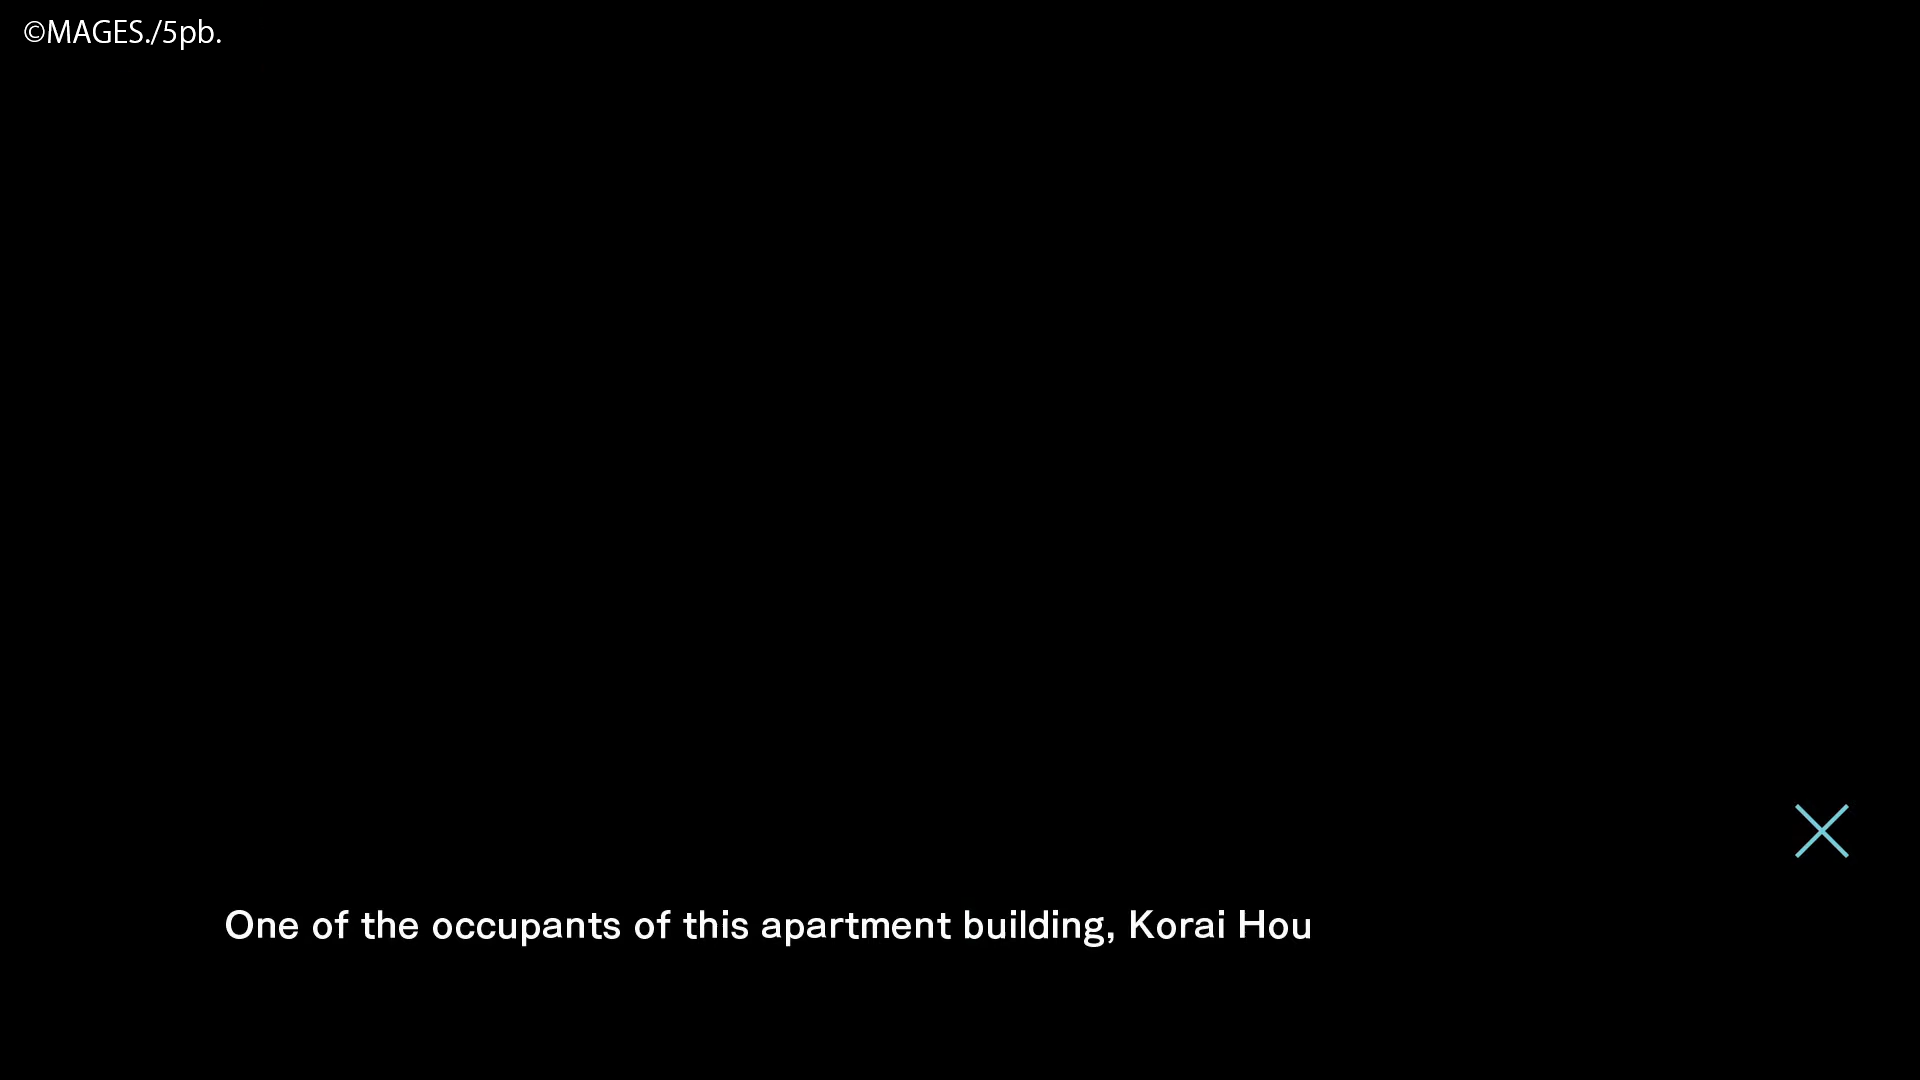 ©MAGES./5pb.
One of the occupants of this apartment building, Korai Hou